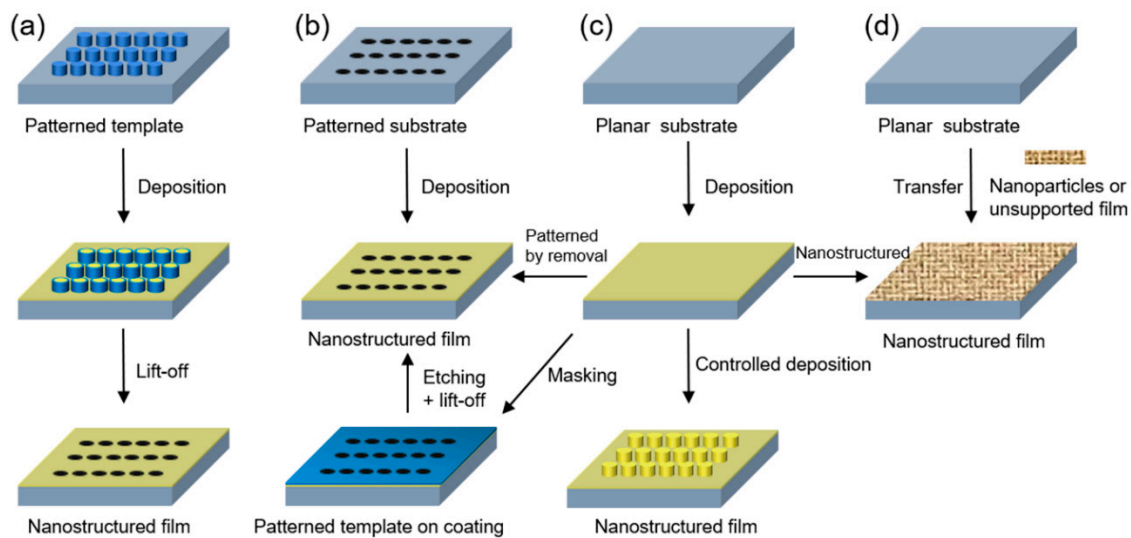 (a)
(b)
(c)
(d)
Patterned template
Patterned substrate
Planar substrate
Planar substrate
Deposition
Deposition
Deposition
Transfer
Nanoparticles or
unsupported film
Patterned
by removal
Nanostructured
Nanostructured film
Nanostructured film
Lift-off
Etching
+ lift-off
Masking
Controlled deposition
Nanostructured film
Patterned template on coating
Nanostructured film